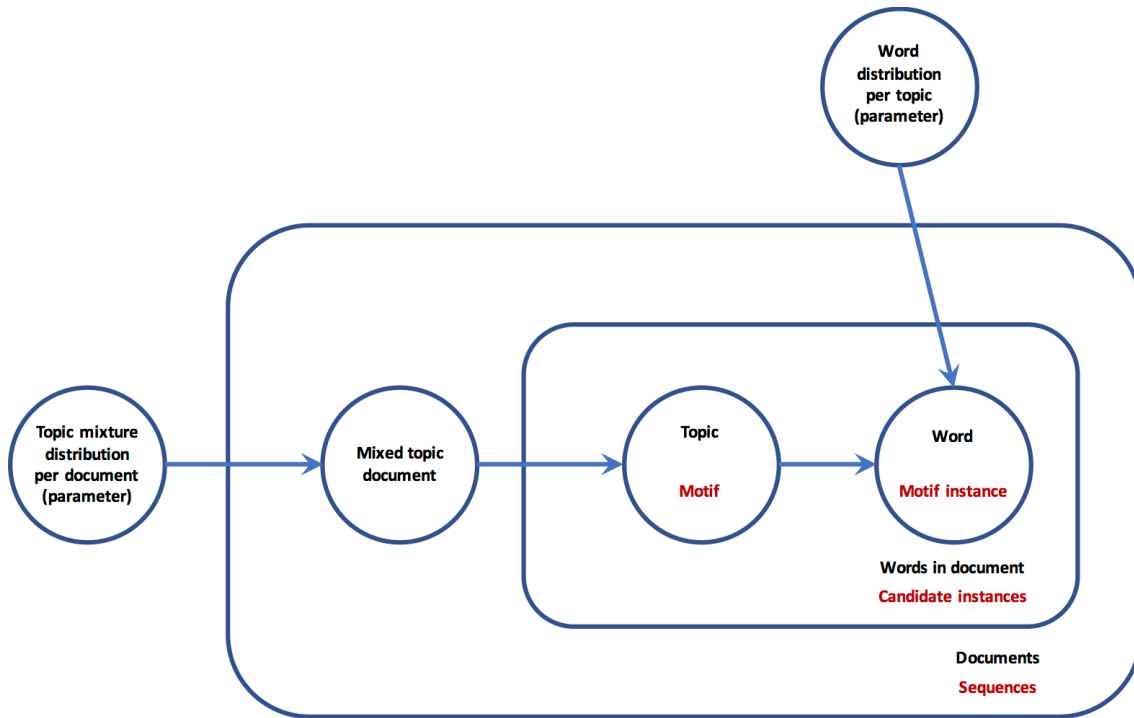 Word
distribution
per topic
(parameter)
Topic mixture
distribution
per document
(parameter)
Mixed topic
document
Topic
Motif
Word
Motif instance
Words in document
Candidate instances
Documents
Sequences